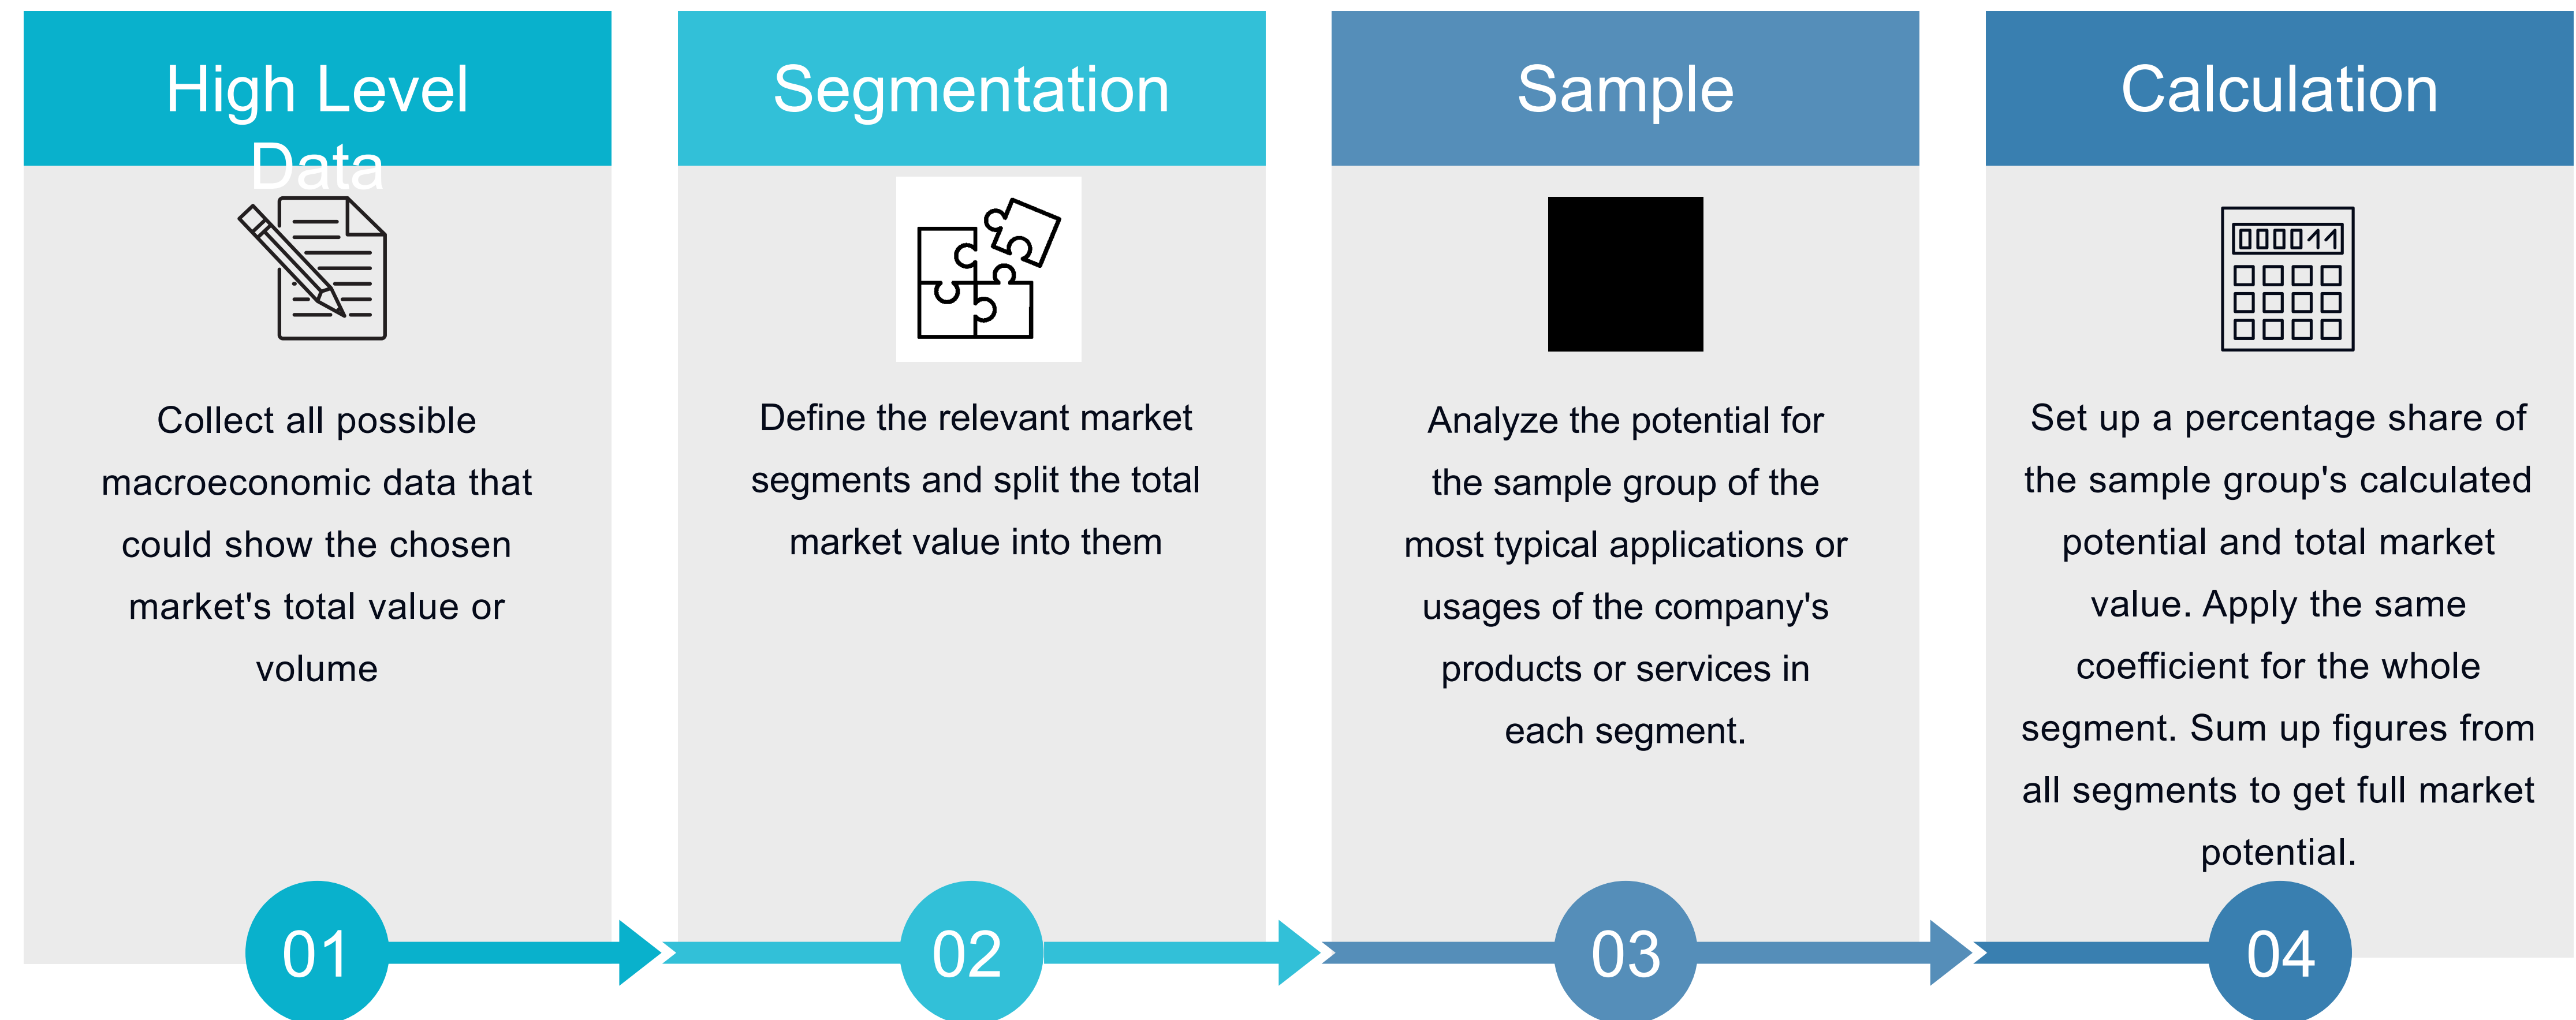 High Level
Data
Collect all possible
macroeconomic data that
could show the chosen
market's total value or
volume
01
Segmentation
Define the relevant market
segments and split the total
market value into them
02
Sample
Analyze the potential for
the sample group of the
most typical applications or
usages of the company's
products or services in
each segment.
03
Calculation
000011
Set up a percentage share of
the sample group's calculated
potential and total market
value. Apply the same
coefficient for the whole
segment. Sum up figures from
all segments to get full market
potential.
04